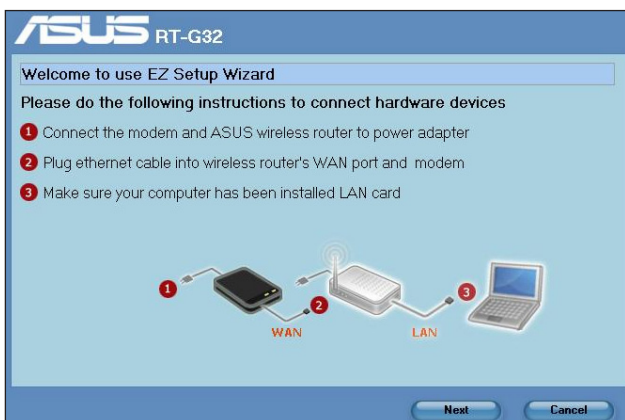 ASUS RT-G32
Welcome to use EZ Setup Wizard
Please do the following instructions to connect hardware devices
1 Connect the modem and ASUS wireless router to power adapter
2 Plug ethernet cable into wireless router's WAN port and modem
3 Make sure your computer has been installed LAN card
1
2
3
WAN
LAN
Next
Cancel